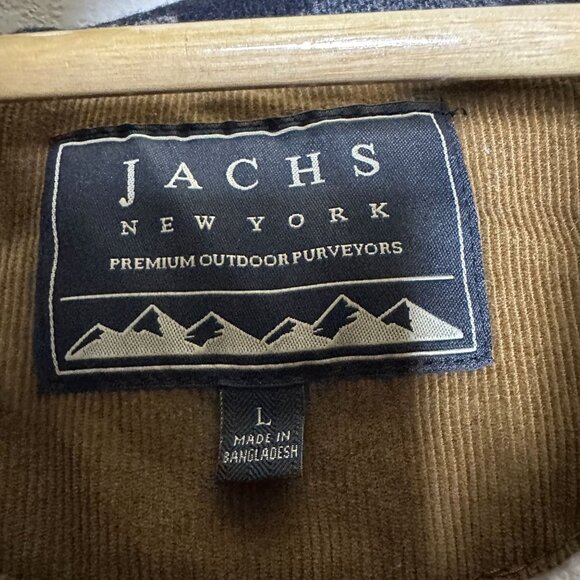 JACHS
NEW YORK
PREMIUM OUTDOOR PURVEYORS
L
MADE IN
BANGLADESH